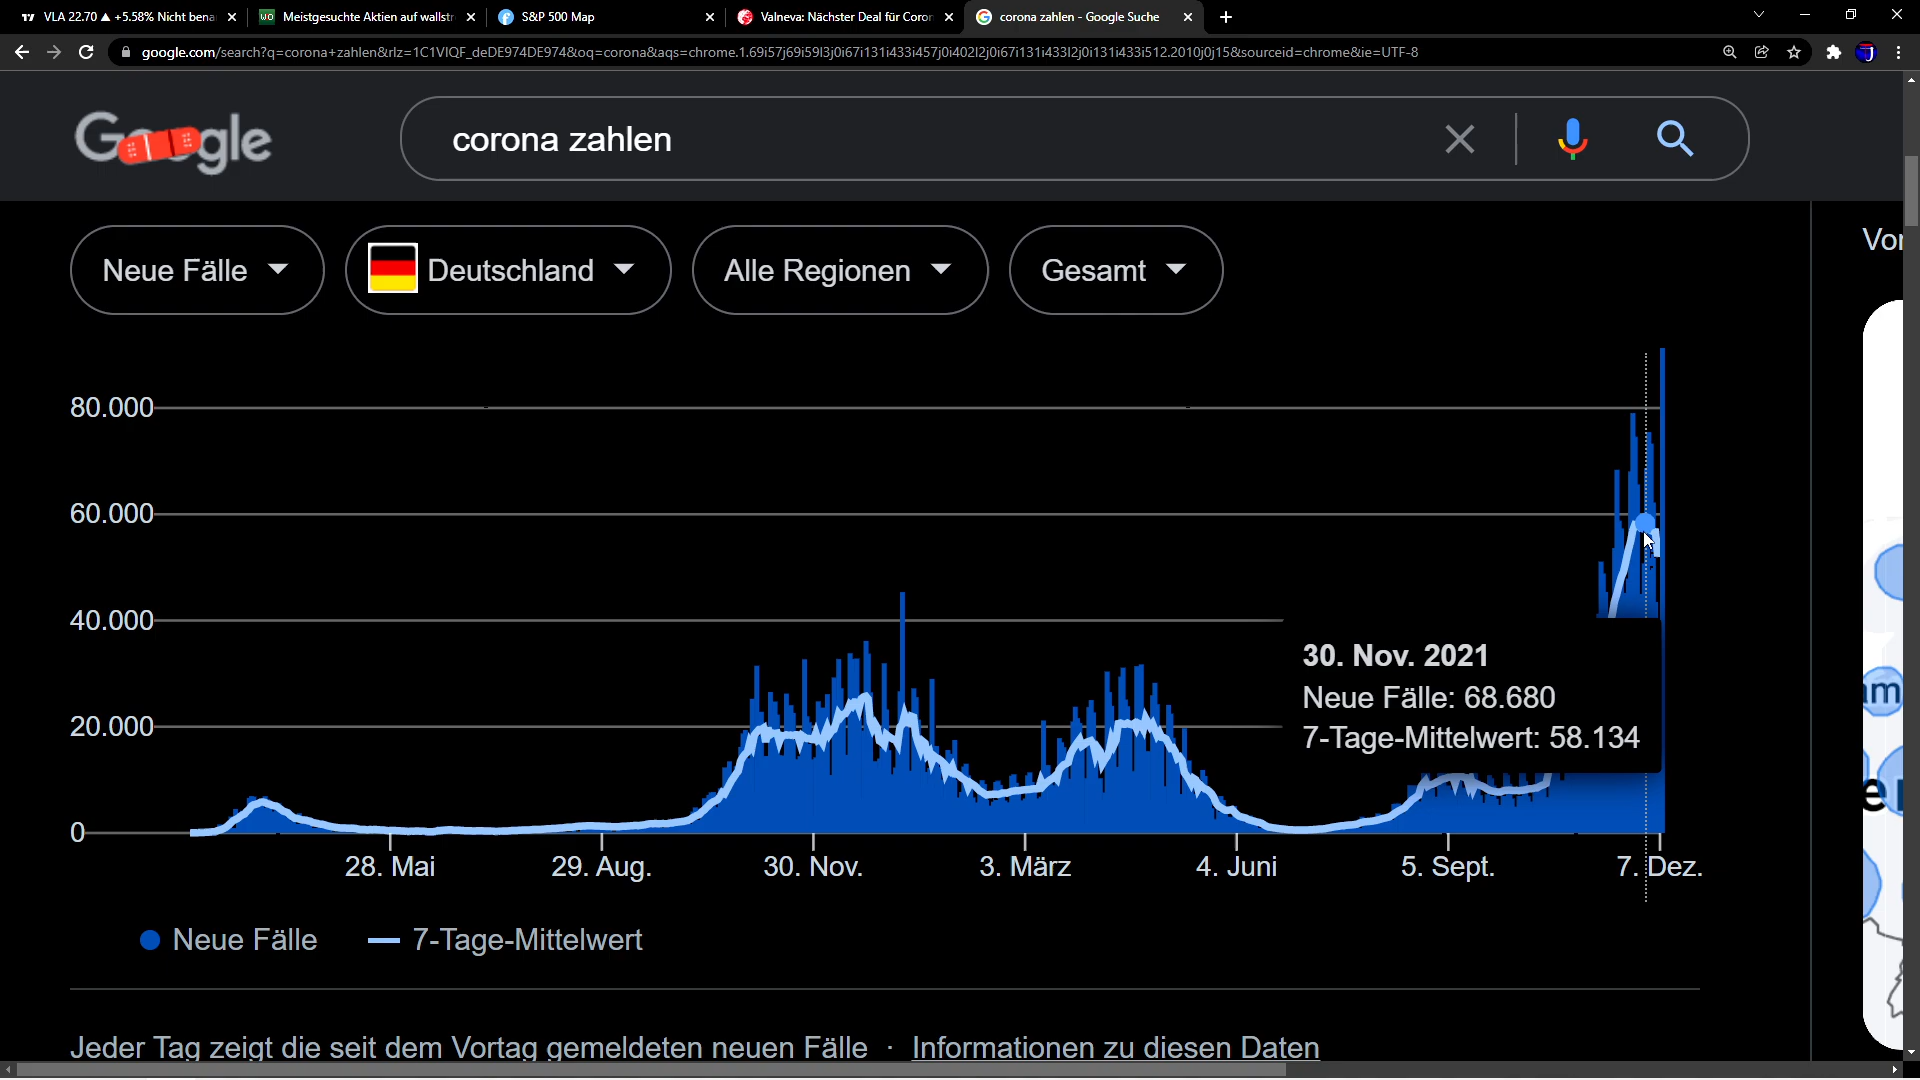 VLA 22.70 ▲ +5.58% Nicht bena
Meistgesuchte Aktien auf wallstr
S&P 500 Map
Valneva: Nächster Deal für Coron
corona zahlen - Google Suche
google.com/search?q=corona+zahlen&rlz=1C1VIQF_deDE974DE974&oq=corona&aqs=chrome.1.69i57j69i59l3j0i67i131i433i457j0i402l2j0i67i131i433l2j0i131i433i512.2010j0j15&sourceid=chrome&ie=UTF-8
Google
corona zahlen
Neue Fälle
Deutschland
Alle Regionen
Gesamt
80.000
60.000
40.000
20.000
0
30. Nov. 2021
Neue Fälle: 68.680
7-Tage-Mittelwert: 58.134
28. Mai
29. Aug.
30. Nov.
3. März
4. Juni
5. Sept.
7. Dez.
Neue Fälle
7-Tage-Mittelwert
Jeder Tag zeigt die seit dem Vortag gemeldeten neuen Fälle · Informationen zu diesen Daten